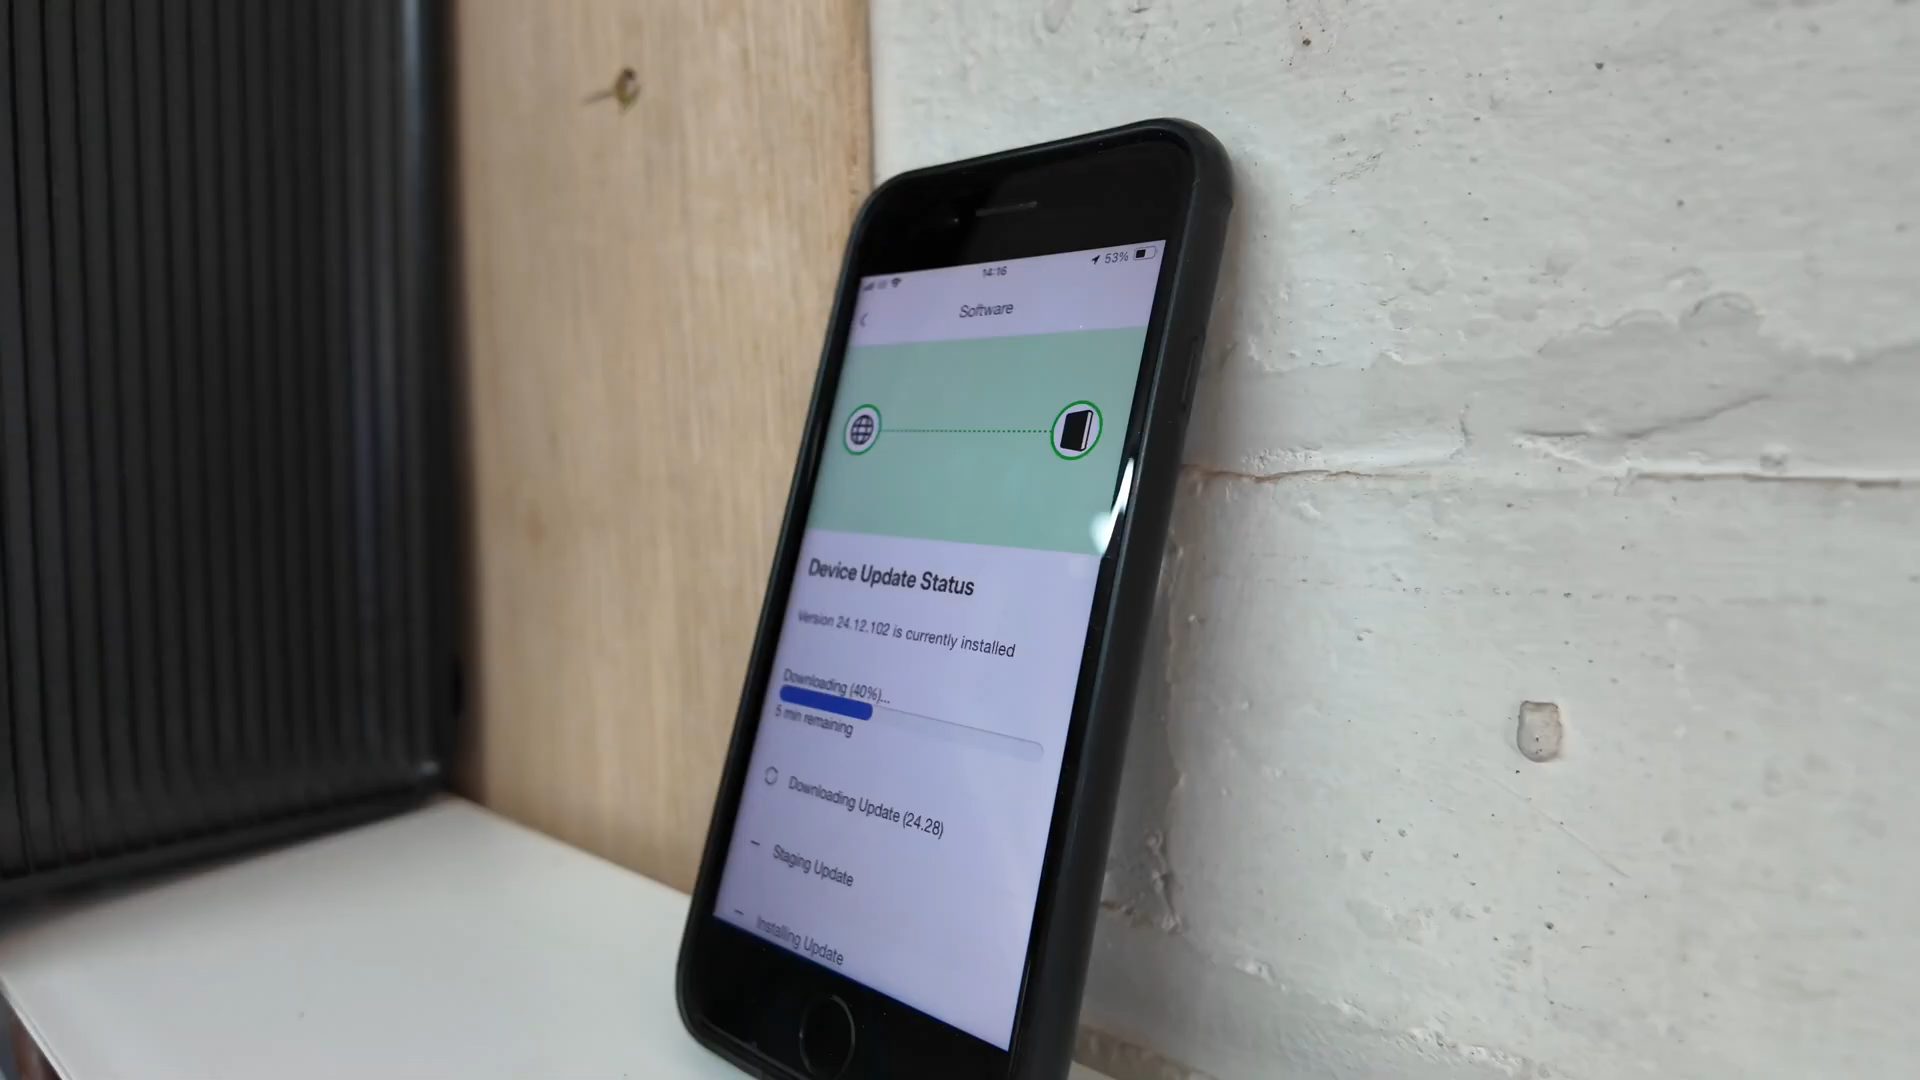 14:16
53%
Software
Device Update Status
Version 24.12.102 is currently installed
Downloading (40%)...
5 min remaining
Downloading Update (24.28)
Staging Update
Installing Update